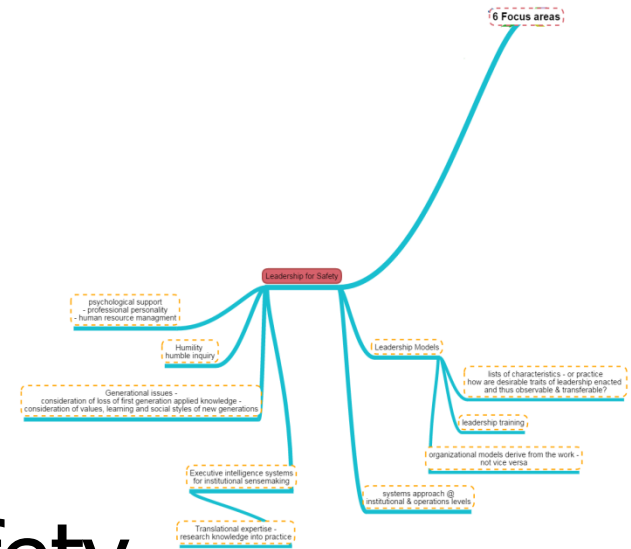 6 Focus areas
Leadership for Safety
psychological support
- professional personality
- human resource managment
Humility
humble inquiry
Generational issues -
consideration of loss of first generation applied knowledge -
consideration of values, learning and social styles of new generations
Executive intelligence systems
for institutional sensemaking
Translational expertise -
research knowledge into practice
Leadership Models
lists of characteristics - or practice
how are desirable traits of leadership enacted
and thus observable & transferable?
leadership training
organizational models derive from the work -
not vice versa
systems approach @
institutional & operations levels